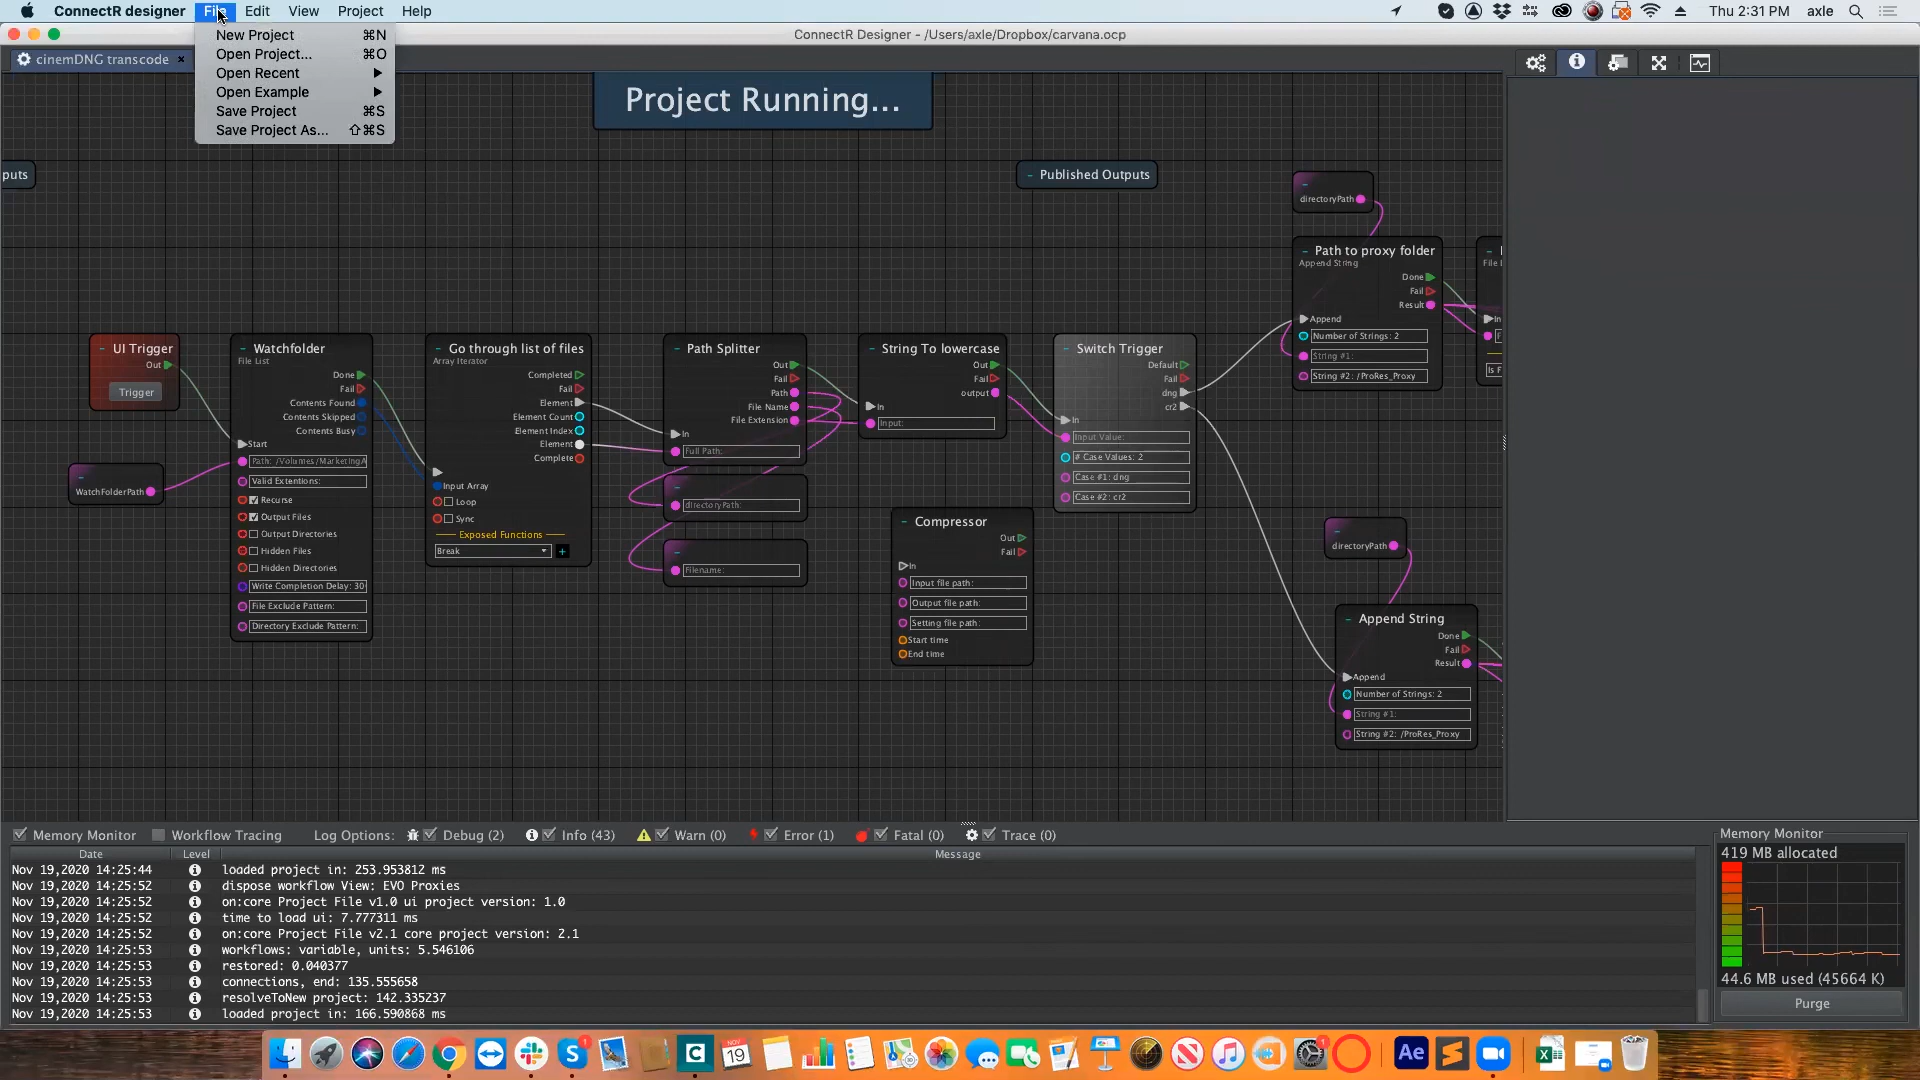 ConnectR designer File Edit View Project Help
Thu 2:31 PM axle
ConnectR Designer - /Users/axle/Dropbox/carvana.ocp
New Project ⌘N
Open Project... ⌘O
Open Recent
Open Example
Save Project ⌘S
Save Project As... ⇧⌘S
cinemDNG transcode ×
Project Running...
puts
Published Outputs
directoryPath
Path to proxy folder
Append String
Done
Fail
Result
Append
Number of Strings: 2
String #1:
String #2: /ProRes_Proxy
File
In
Is F
UI Trigger
Out
Trigger
WatchFolderPath
Watchfolder
File List
Done
Fail
Contents Found
Contents Skipped
Contents Busy
Start
Path: /Volumes/MarketingA
Valid Extentions:
Recurse
Output Files
Output Directories
Hidden Files
Hidden Directories
Write Completion Delay: 30
File Exclude Pattern:
Directory Exclude Pattern:
Go through list of files
Array Iterator
Completed
Fail
Element
Element Count
Element Index
Element
Complete
Input Array
Loop
Sync
Exposed Functions
Break
Path Splitter
Out
Fail
Path
File Name
File Extension
In
Full Path:
directoryPath:
Filename:
String To lowercase
Out
Fail
output
In
Input:
Compressor
Out
Fail
In
Input file path:
Output file path:
Setting file path:
Start time
End time
Switch Trigger
Default
Fail
dng
cr2
In
Input Value:
# Case Values: 2
Case #1: dng
Case #2: cr2
directoryPath
Append String
Done
Fail
Result
Append
Number of Strings: 2
String #1:
String #2: /ProRes_Proxy
Memory Monitor Workflow Tracing Log Options: Debug (2) Info (43) Warn (0) Error (1) Fatal (0) Trace (0)
Date Level Message
Nov 19,2020 14:25:44 loaded project in: 253.953812 ms
Nov 19,2020 14:25:52 dispose workflow View: EVO Proxies
Nov 19,2020 14:25:52 on:core Project File v1.0 ui project version: 1.0
Nov 19,2020 14:25:52 time to load ui: 7.777311 ms
Nov 19,2020 14:25:52 on:core Project File v2.1 core project version: 2.1
Nov 19,2020 14:25:53 workflows: variable, units: 5.546106
Nov 19,2020 14:25:53 restored: 0.040377
Nov 19,2020 14:25:53 connections, end: 135.555658
Nov 19,2020 14:25:53 resolveToNew project: 142.335237
Nov 19,2020 14:25:53 loaded project in: 166.590868 ms
Memory Monitor
419 MB allocated
44.6 MB used (45664 K)
Purge
NOV
19
Ae